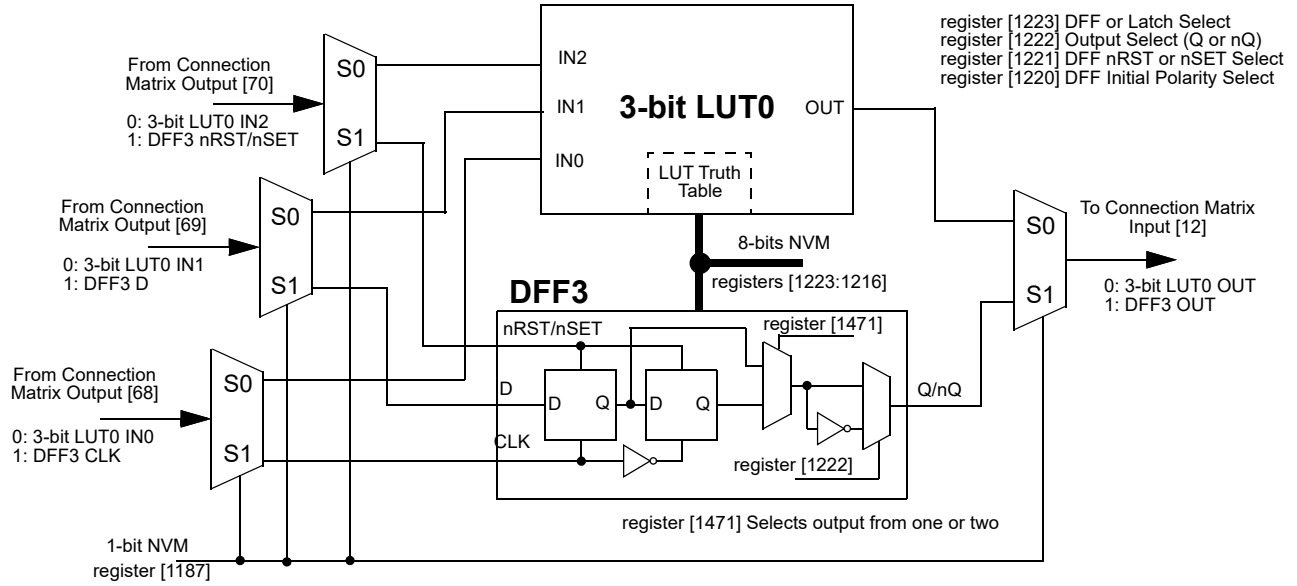 register [1223] DFF or Latch Select
register [1222] Output Select (Q or nQ)
register [1221] DFF nRST or nSET Select
register [1220] DFF Initial Polarity Select
From Connection
Matrix Output [70]
0: 3-bit LUT0 IN2
1: DFF3 nRST/nSET
S0
S1
IN2
IN1
IN0
3-bit LUT0
OUT
LUT Truth
Table
From Connection
Matrix Output [69]
0: 3-bit LUT0 IN1
1: DFF3 D
S0
S1
8-bits NVM
registers [1223:1216]
S0
S1
To Connection Matrix
Input [12]
0: 3-bit LUT0 OUT
1: DFF3 OUT
DFF3
nRST/nSET
register [1471]
From Connection
Matrix Output [68]
0: 3-bit LUT0 IN0
1: DFF3 CLK
S0
S1
D
D
Q
D
Q
Q/nQ
CLK
register [1222]
register [1471] Selects output from one or two
1-bit NVM
register [1187]